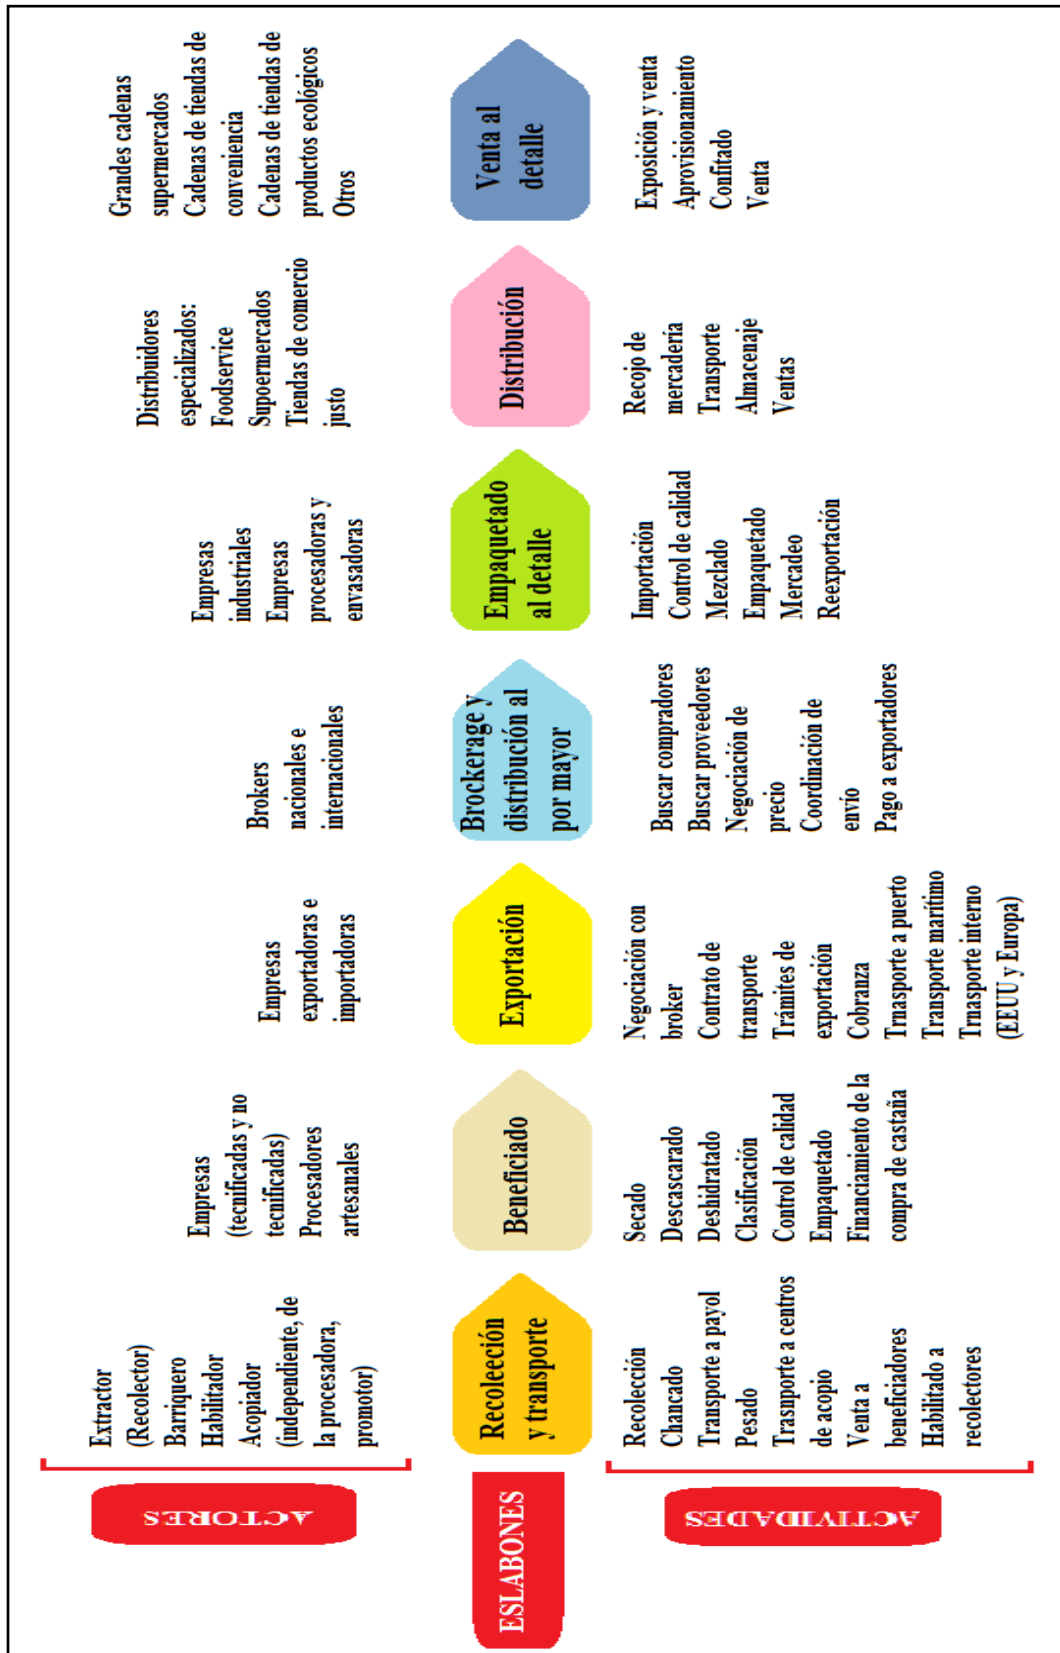 ACTORES
Extractor
(Recolector)
Barriquero
Habilitador
Acopiador
(independiente, de
la procesadora,
promotor)
Empresas
(tecnificadas y no
tecnificadas)
Procesadores
artesanales
Empresas
exportadoras e
importadoras
Brokers
nacionales e
internacionales
Empresas
industriales
Empresas
procesadoras y
envasadoras
Distribuidores
especializados:
Foodservice
Supoermercados
Tiendas de comercio
justo
Grandes cadenas
supermercados
Cadenas de tiendas de
conveniencia
Cadenas de tiendas de
productos ecológicos
Otros
ESLABONES
Recoleeción
y transporte
Beneficiado
Exportación
Brockerage y
distribución al
por mayor
Empaquetado
al detalle
Distribución
Venta al
detalle
ACTIVIDADES
Recolección
Chancado
Transporte a payol
Pesado
Trasnporte a centros
de acopio
Venta a
beneficiadores
Habilitado a
recolectores
Secado
Descascarado
Deshidratado
Clasificación
Control de calidad
Empaquetado
Financiamiento de la
compra de castaña
Negociación con
broker
Contrato de
transporte
Trámites de
exportación
Cobranza
Trnasporte a puerto
Transporte marítimo
Trnasporte interno
(EEUU y Europa)
Buscar compradores
Buscar proveedores
Negociación de
precio
Coordinación de
envío
Pago a exportadores
Importación
Control de calidad
Mezclado
Empaquetado
Mercadeo
Reexportación
Recojo de
mercadería
Transporte
Almacenaje
Ventas
Exposición y venta
Aprovisionamiento
Confitado
Venta